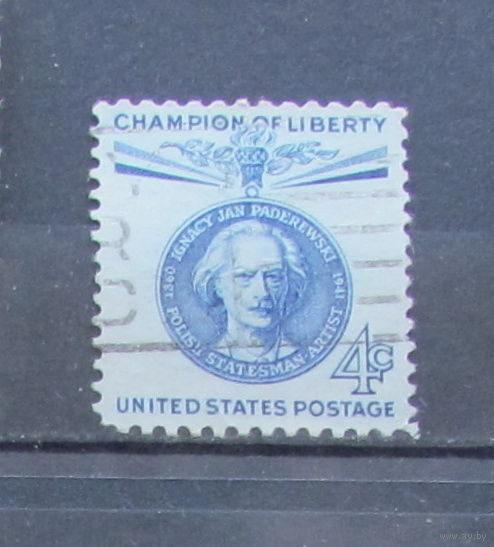 CHAMPION OF LIBERTY
IGNACY JAN PADEREWSKI
1860
1941
POLISH STATESMAN-ARTIST
4c
UNITED STATES POSTAGE
www.ay.by